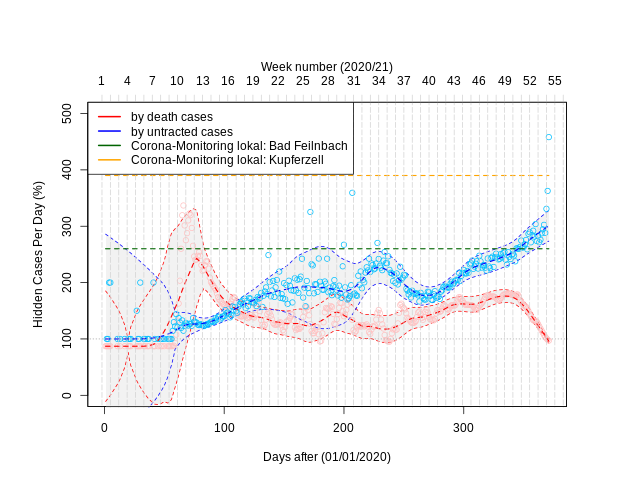 Week number (2020/21)
1 4 7 10 13 16 19 22 25 28 31 34 37 40 43 46 49 52 55
by death cases
by untracted cases
Corona-Monitoring lokal: Bad Feilnbach
Corona-Monitoring lokal: Kupferzell
Hidden Cases Per Day (%)
500
400
300
200
100
0
0 100 200 300
Days after (01/01/2020)